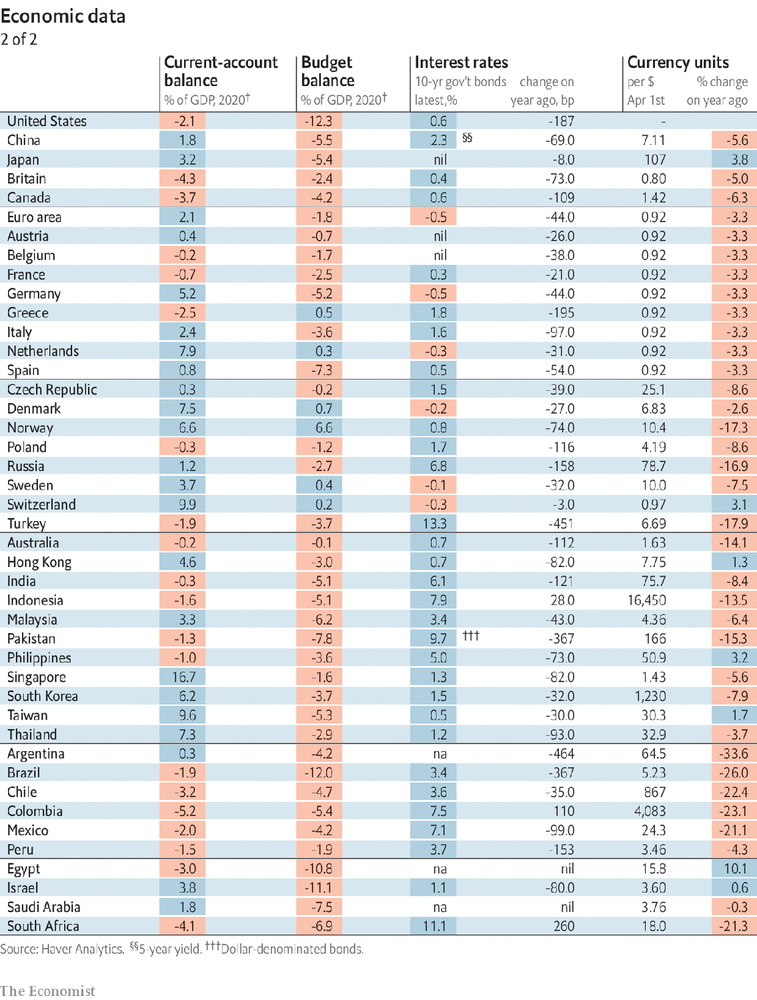 Economic data
2 of 2
Current-account balance Budget balance Interest rates Currency units
% of GDP, 2020† % of GDP, 2020† 10-yr gov't bonds latest,% change on year ago, bp per $ Apr 1st % change on year ago
United States -2.1 -12.3 0.6 -187 -
China 1.8 -5.5 2.3 §§ -69.0 7.11 -5.6
Japan 3.2 -5.4 nil -8.0 107 3.8
Britain -4.3 -2.4 0.4 -73.0 0.80 -5.0
Canada -3.7 -4.2 0.6 -109 1.42 -6.3
Euro area 2.1 -1.8 -0.5 -44.0 0.92 -3.3
Austria 0.4 -0.7 nil -26.0 0.92 -3.3
Belgium -0.2 -1.7 nil -38.0 0.92 -3.3
France -0.7 -2.5 0.3 -21.0 0.92 -3.3
Germany 5.2 -5.2 -0.5 -44.0 0.92 -3.3
Greece -2.5 0.5 1.8 -195 0.92 -3.3
Italy 2.4 -3.6 1.6 -97.0 0.92 -3.3
Netherlands 7.9 0.3 -0.3 -31.0 0.92 -3.3
Spain 0.8 -7.3 0.5 -54.0 0.92 -3.3
Czech Republic 0.3 -0.2 1.5 -39.0 25.1 -8.6
Denmark 7.5 0.7 -0.2 -27.0 6.83 -2.6
Norway 6.6 6.6 0.8 -74.0 10.4 -17.3
Poland -0.3 -1.2 1.7 -116 4.19 -8.6
Russia 1.2 -2.7 6.8 -158 78.7 -16.9
Sweden 3.7 0.4 -0.1 -32.0 10.0 -7.5
Switzerland 9.9 0.2 -0.3 -3.0 0.97 3.1
Turkey -1.9 -3.7 13.3 -451 6.69 -17.9
Australia -0.2 -0.1 0.7 -112 1.63 -14.1
Hong Kong 4.6 -3.0 0.7 -82.0 7.75 1.3
India -0.3 -5.1 6.1 -121 75.7 -8.4
Indonesia -1.6 -5.1 7.9 28.0 16,450 -13.5
Malaysia 3.3 -6.2 3.4 -43.0 4.36 -6.4
Pakistan -1.3 -7.8 9.7 ††† -367 166 -15.3
Philippines -1.0 -3.6 5.0 -73.0 50.9 3.2
Singapore 16.7 -1.6 1.3 -82.0 1.43 -5.6
South Korea 6.2 -3.7 1.5 -32.0 1,230 -7.9
Taiwan 9.6 -5.3 0.5 -30.0 30.3 1.7
Thailand 7.3 -2.9 1.2 -93.0 32.9 -3.7
Argentina 0.3 -4.2 na -464 64.5 -33.6
Brazil -1.9 -12.0 3.4 -367 5.23 -26.0
Chile -3.2 -4.7 3.6 -35.0 867 -22.4
Colombia -5.2 -5.4 7.5 110 4,083 -23.1
Mexico -2.0 -4.2 7.1 -99.0 24.3 -21.1
Peru -1.5 -1.9 3.7 -153 3.46 -4.3
Egypt -3.0 -10.8 na nil 15.8 10.1
Israel 3.8 -11.1 1.1 -80.0 3.60 0.6
Saudi Arabia 1.8 -7.5 na nil 3.76 -0.3
South Africa -4.1 -6.9 11.1 260 18.0 -21.3
Source: Haver Analytics. §§5-year yield. †††Dollar-denominated bonds.
The Economist